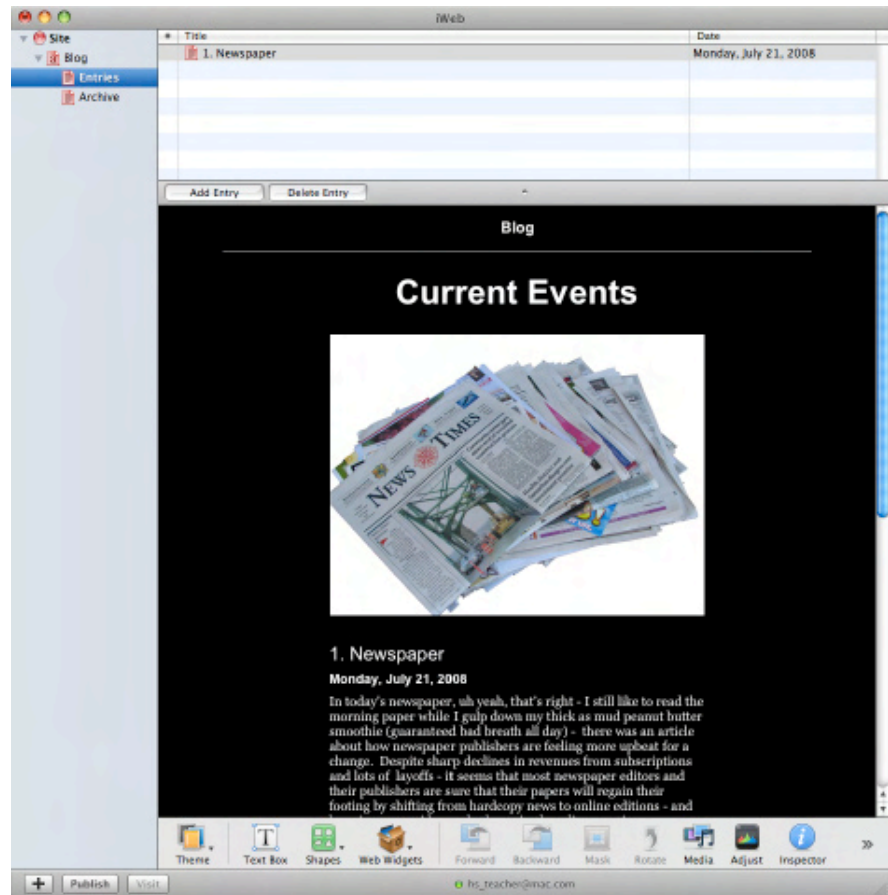 iWeb
Site
Blog
Entries
Archive
Title Date
1. Newspaper Monday, July 21, 2008
Add Entry Delete Entry
Blog
Current Events
NEWS TIMES
1. Newspaper
Monday, July 21, 2008
In today's newspaper, uh yeah, that's right - I still like to read the
morning paper while I gulp down my thick as mud peanut butter
smoothie (guaranteed bad breath all day) - there was an article
about how newspaper publishers are feeling more upbeat for a
change. Despite sharp declines in revenues from subscriptions
and lots of layoffs - it seems that most newspaper editors and
their publishers are sure that their papers will regain their
footing by shifting from hardcopy news to online editions - and
Theme Text Box Shapes Web Widgets Forward Backward Mask Rotate Media Adjust Inspector
Publish Visit hs_teacher@mac.com